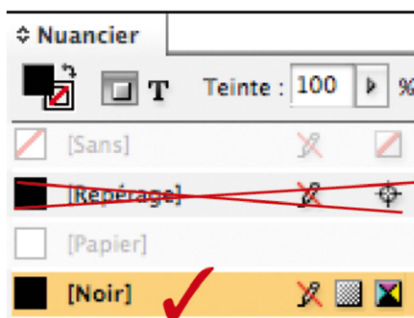 Nuancier
T Teinte : 100 %
[Sans]
[Repérage]
[Papier]
[Noir]